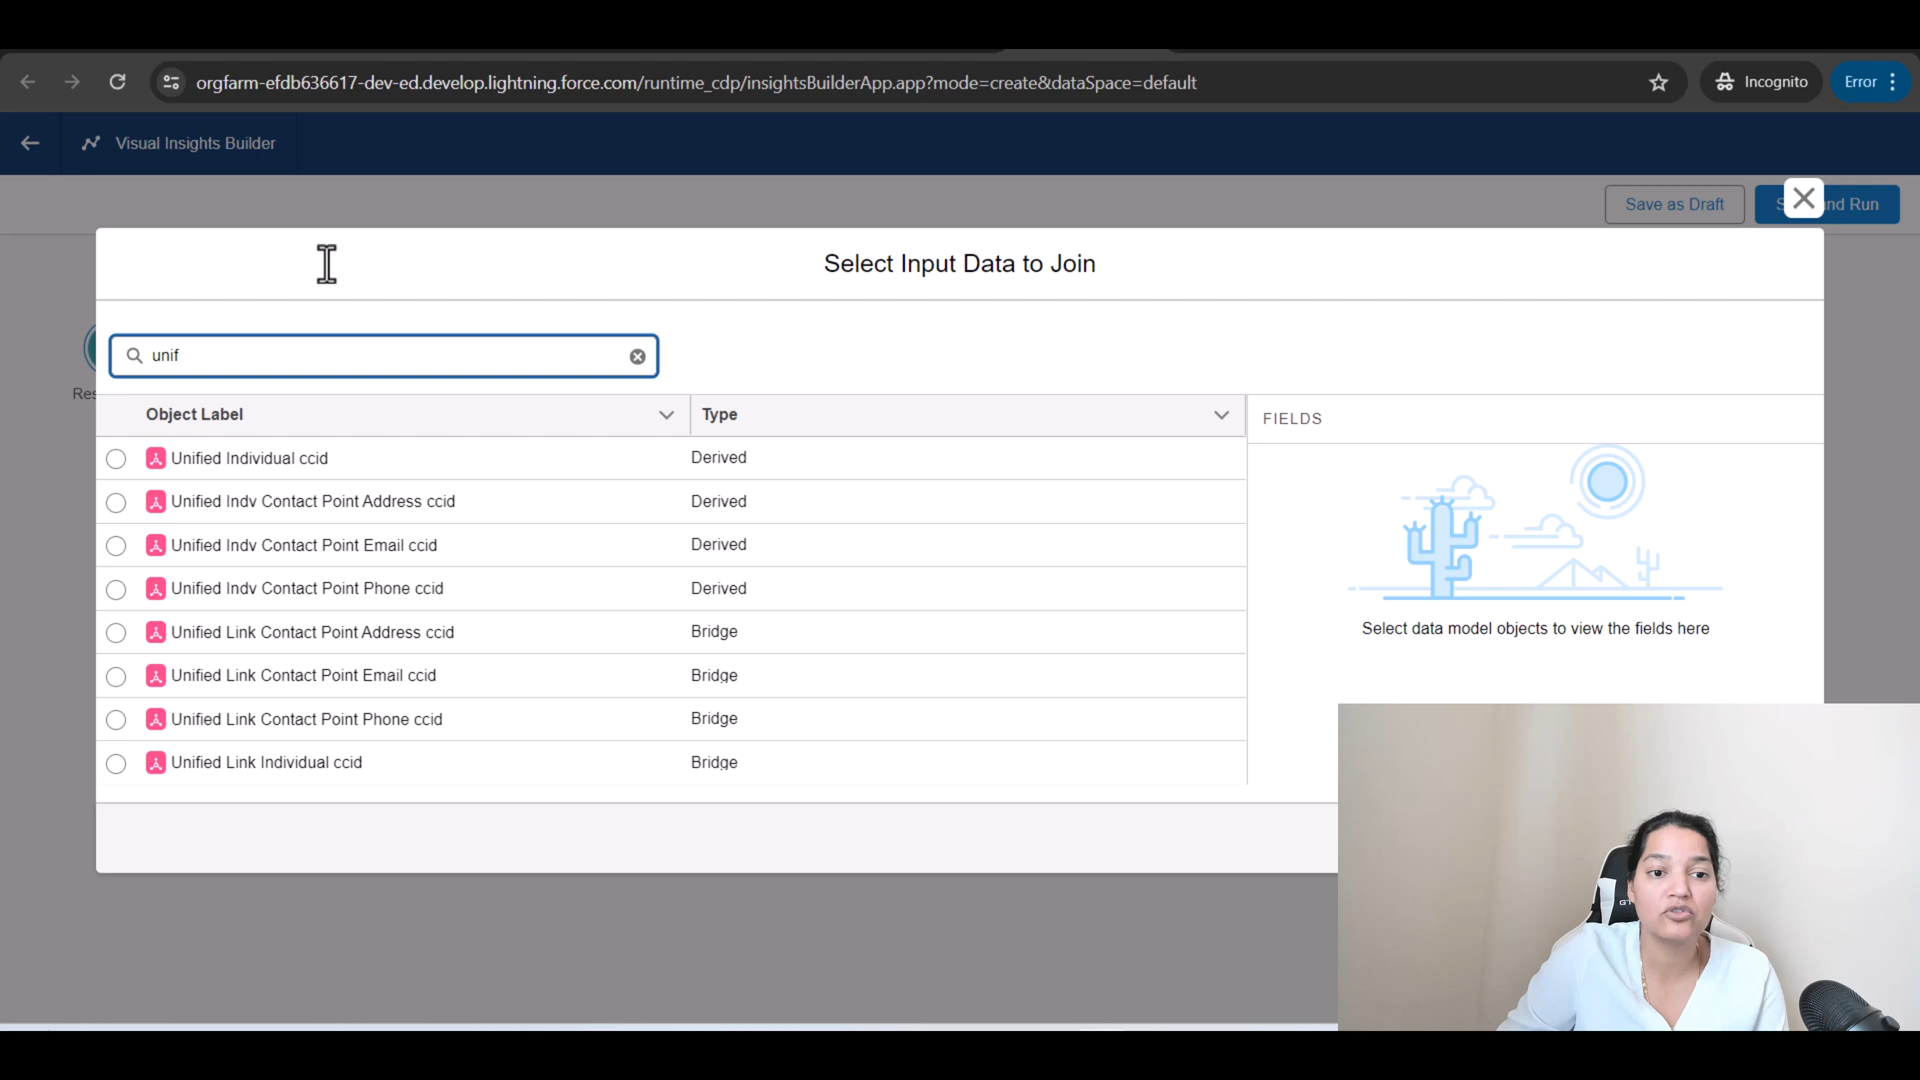 orgfarm-efdb636617-dev-ed.develop.lightning.force.com/runtime_cdp/insightsBuilderApp.app?mode=create&dataSpace=default
Incognito
Error
Visual Insights Builder
Save as Draft
nd Run
Select Input Data to Join
unif
Res
Object Label
Type
FIELDS
Unified Individual ccid
Derived
Unified Indv Contact Point Address ccid
Derived
Unified Indv Contact Point Email ccid
Derived
Unified Indv Contact Point Phone ccid
Derived
Select data model objects to view the fields here
Unified Link Contact Point Address ccid
Bridge
Unified Link Contact Point Email ccid
Bridge
Unified Link Contact Point Phone ccid
Bridge
Unified Link Individual ccid
Bridge